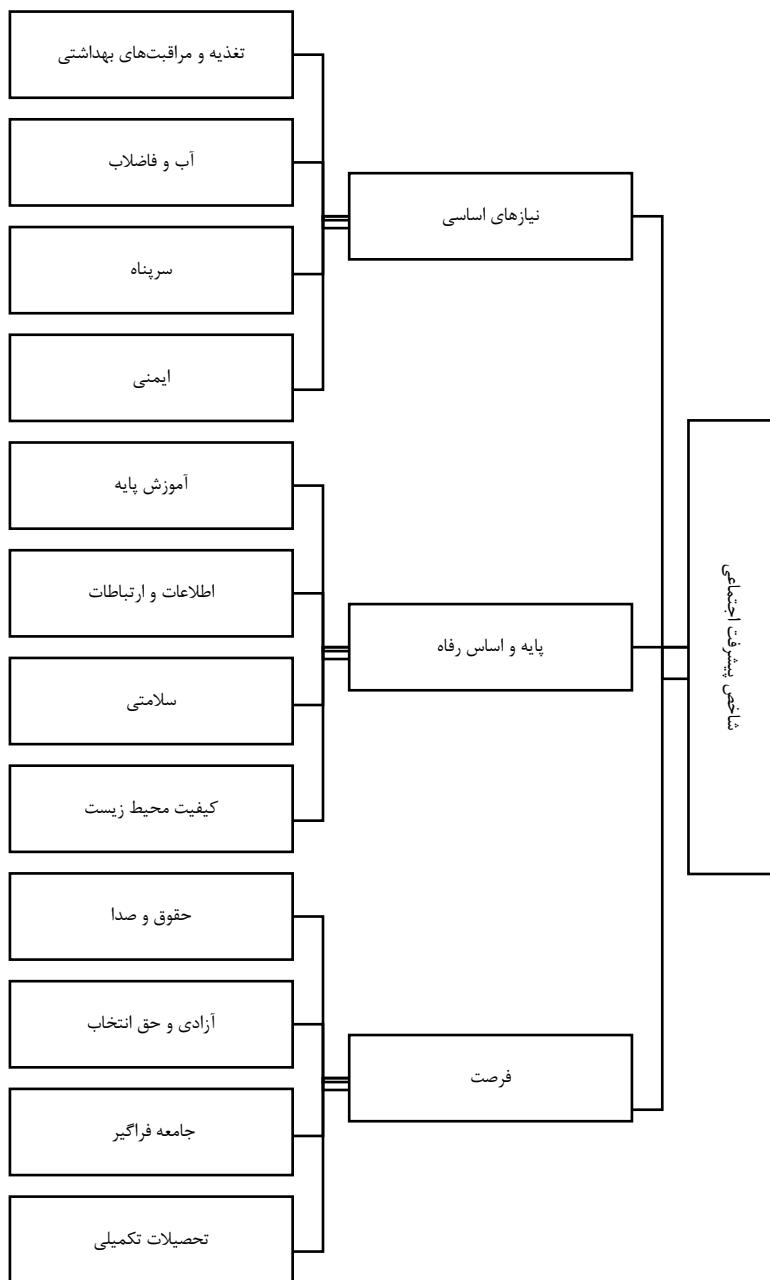 شاخص پیشرفت اجتماعی
نیازهای اساسی
تغذیه و مراقبت‌های بهداشتی
آب و فاضلاب
سرپناه
ایمنی
پایه و اساس رفاه
آموزش پایه
اطلاعات و ارتباطات
سلامتی
کیفیت محیط زیست
فرصت
حقوق و صدا
آزادی و حق انتخاب
جامعه فراگیر
تحصیلات تکمیلی